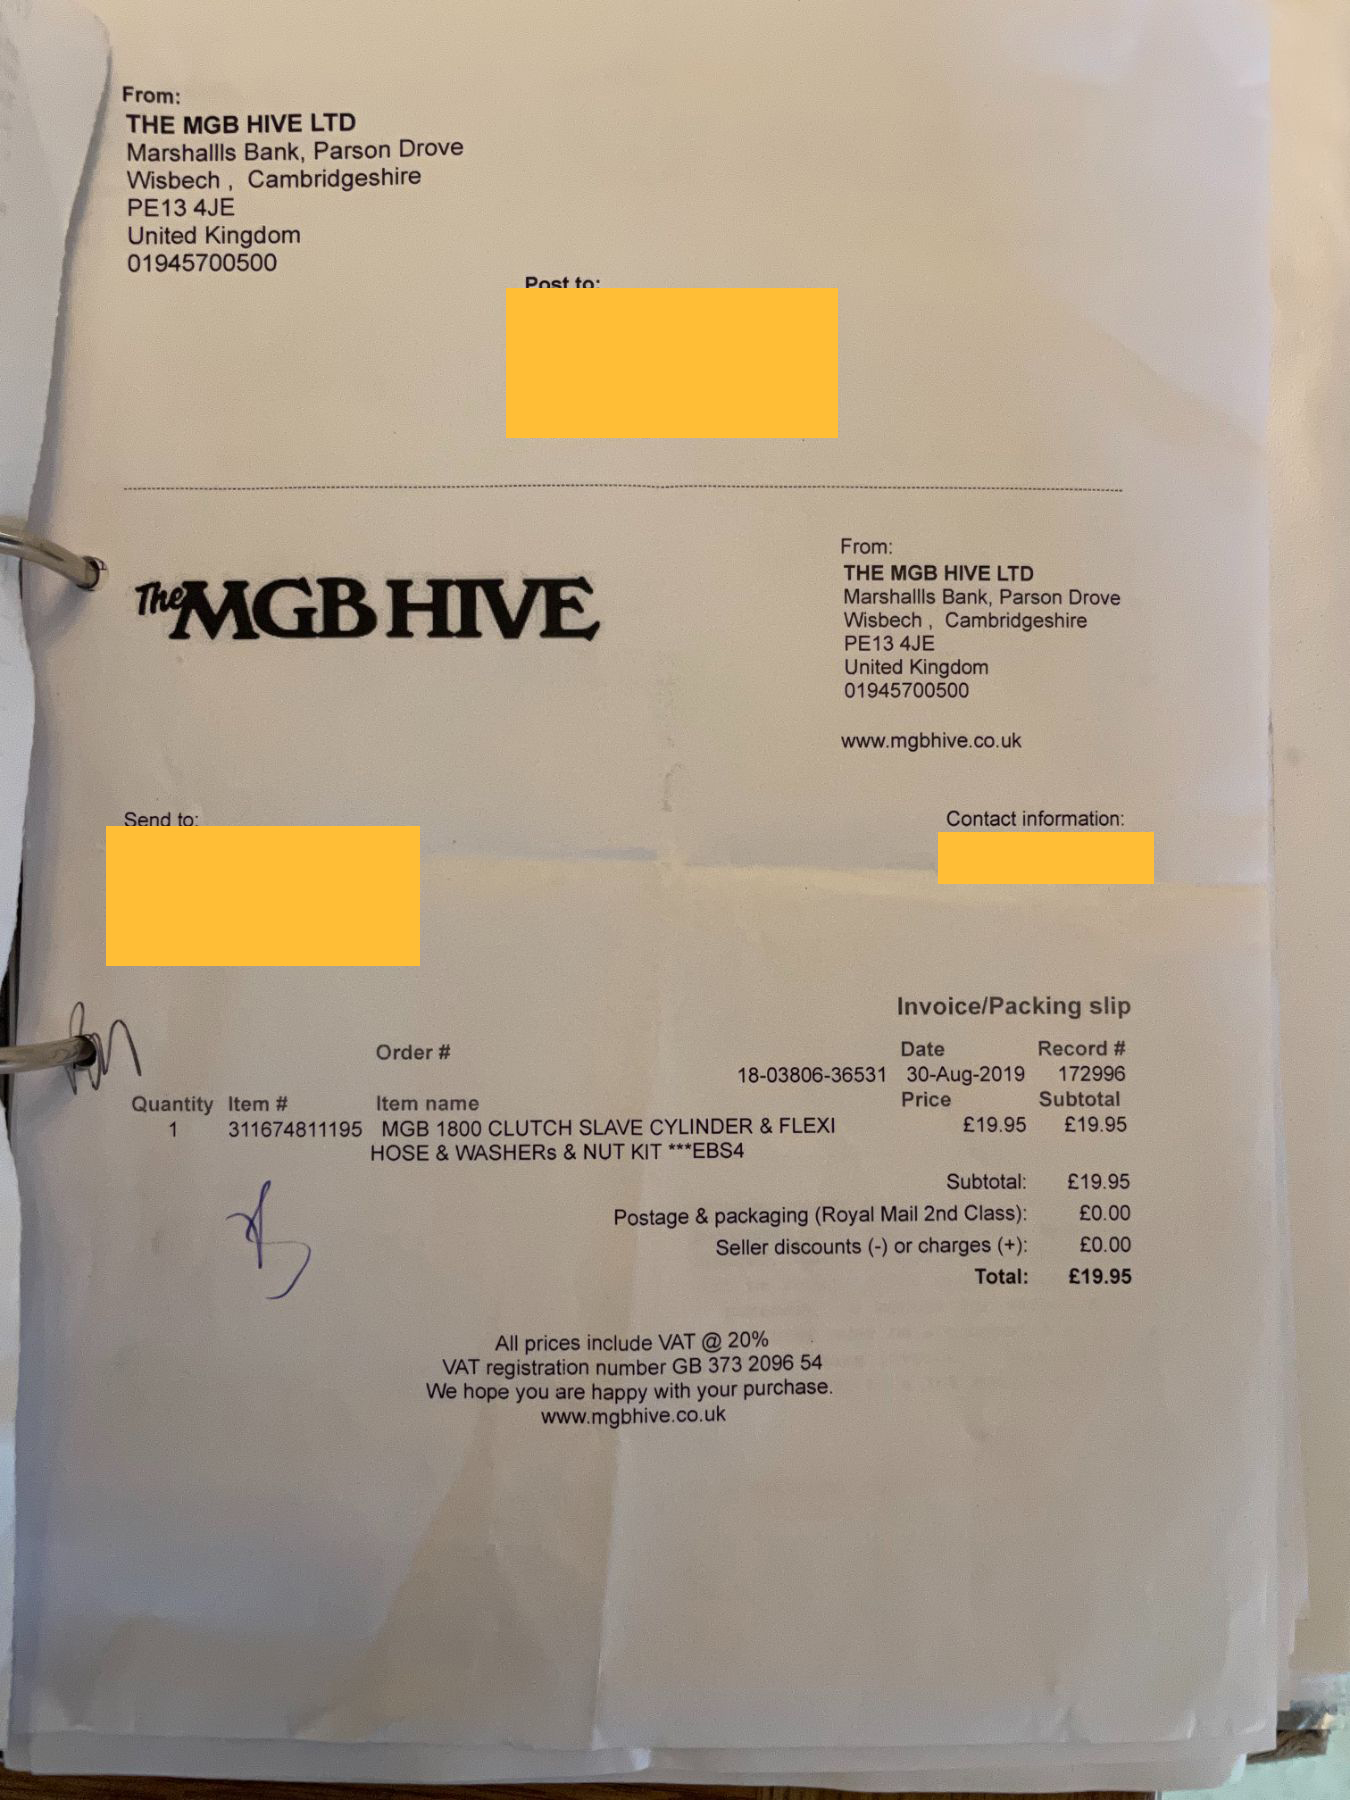 From:
THE MGB HIVE LTD
Marshallls Bank, Parson Drove
Wisbech , Cambridgeshire
PE13 4JE
United Kingdom
01945700500
Post to:
The MGB HIVE
From:
THE MGB HIVE LTD
Marshallls Bank, Parson Drove
Wisbech , Cambridgeshire
PE13 4JE
United Kingdom
01945700500
www.mgbhive.co.uk
Send to:
Contact information:
Invoice/Packing slip
Order # Date Record #
18-03806-36531 30-Aug-2019 172996
Quantity Item # Item name Price Subtotal
1 311674811195 MGB 1800 CLUTCH SLAVE CYLINDER & FLEXI £19.95 £19.95
HOSE & WASHERs & NUT KIT ***EBS4
Subtotal: £19.95
Postage & packaging (Royal Mail 2nd Class): £0.00
Seller discounts (-) or charges (+): £0.00
Total: £19.95
All prices include VAT @ 20%
VAT registration number GB 373 2096 54
We hope you are happy with your purchase.
www.mgbhive.co.uk